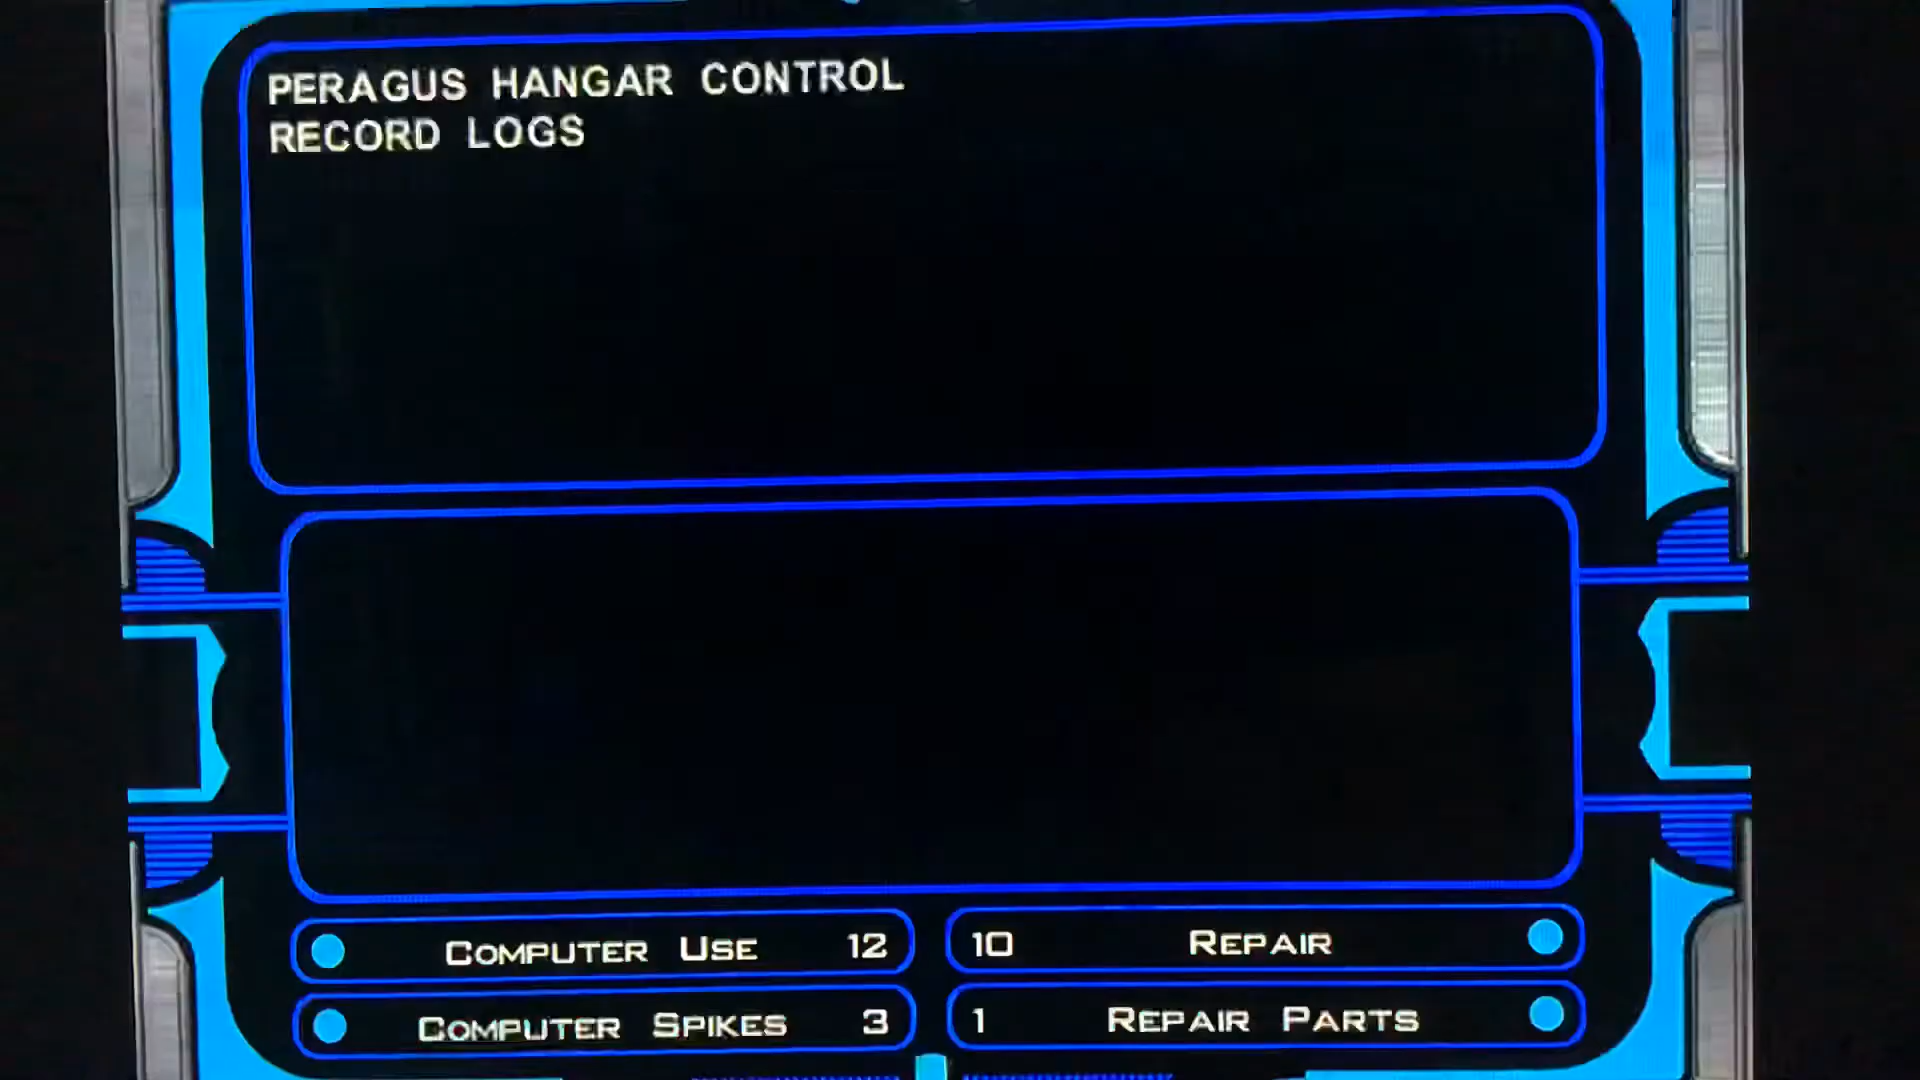 PERAGUS HANGAR CONTROL
RECORD LOGS
COMPUTER USE 12
10 REPAIR
COMPUTER SPIKES 3
1 REPAIR PARTS